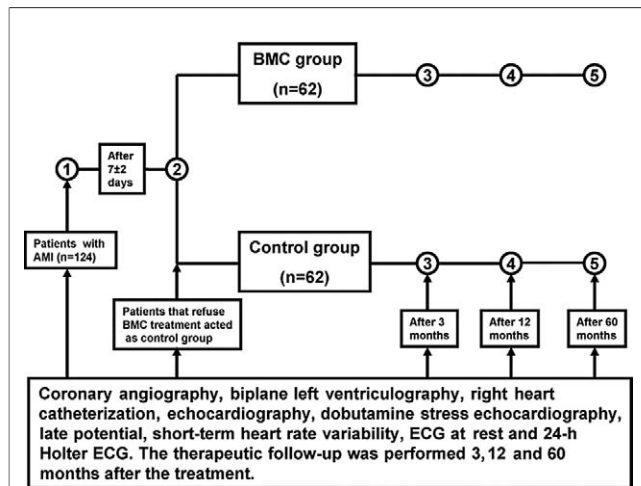 BMC group
(n=62)
3
4
5
After
7±2
days
1
2
Patients with
AMI (n=124)
Control group
(n=62)
3
4
5
Patients that refuse
BMC treatment acted
as control group
After 3
months
After 12
months
After 60
months
Coronary angiography, biplane left ventriculography, right heart
catheterization, echocardiography, dobutamine stress echocardiography,
late potential, short-term heart rate variability, ECG at rest and 24-h
Holter ECG. The therapeutic follow-up was performed 3, 12 and 60
months after the treatment.